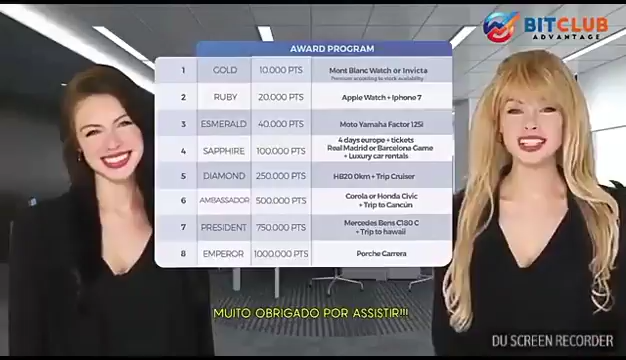 BITCLUB
ADVANTAGE
AWARD PROGRAM
1 GOLD 10.000 PTS Mont Blanc Watch or Invicta
Premium according to stock availability
2 RUBY 20.000 PTS Apple Watch + Iphone 7
3 ESMERALD 40.000 PTS Moto Yamaha Factor 125i
4 SAPPHIRE 100.000 PTS 4 days europe + tickets
Real Madrid or Barcelona Game
+ Luxury car rentals
5 DIAMOND 250.000 PTS HB20 0km + Trip Cruiser
6 AMBASSADOR 500.000 PTS Corola or Honda Civic
+ Trip to Cancún
7 PRESIDENT 750.000 PTS Mercedes Bens C180 C
+ Trip to hawaii
8 EMPEROR 1000.000 PTS Porche Carrera
MUITO OBRIGADO POR ASSISTIR!!!
DU SCREEN RECORDER